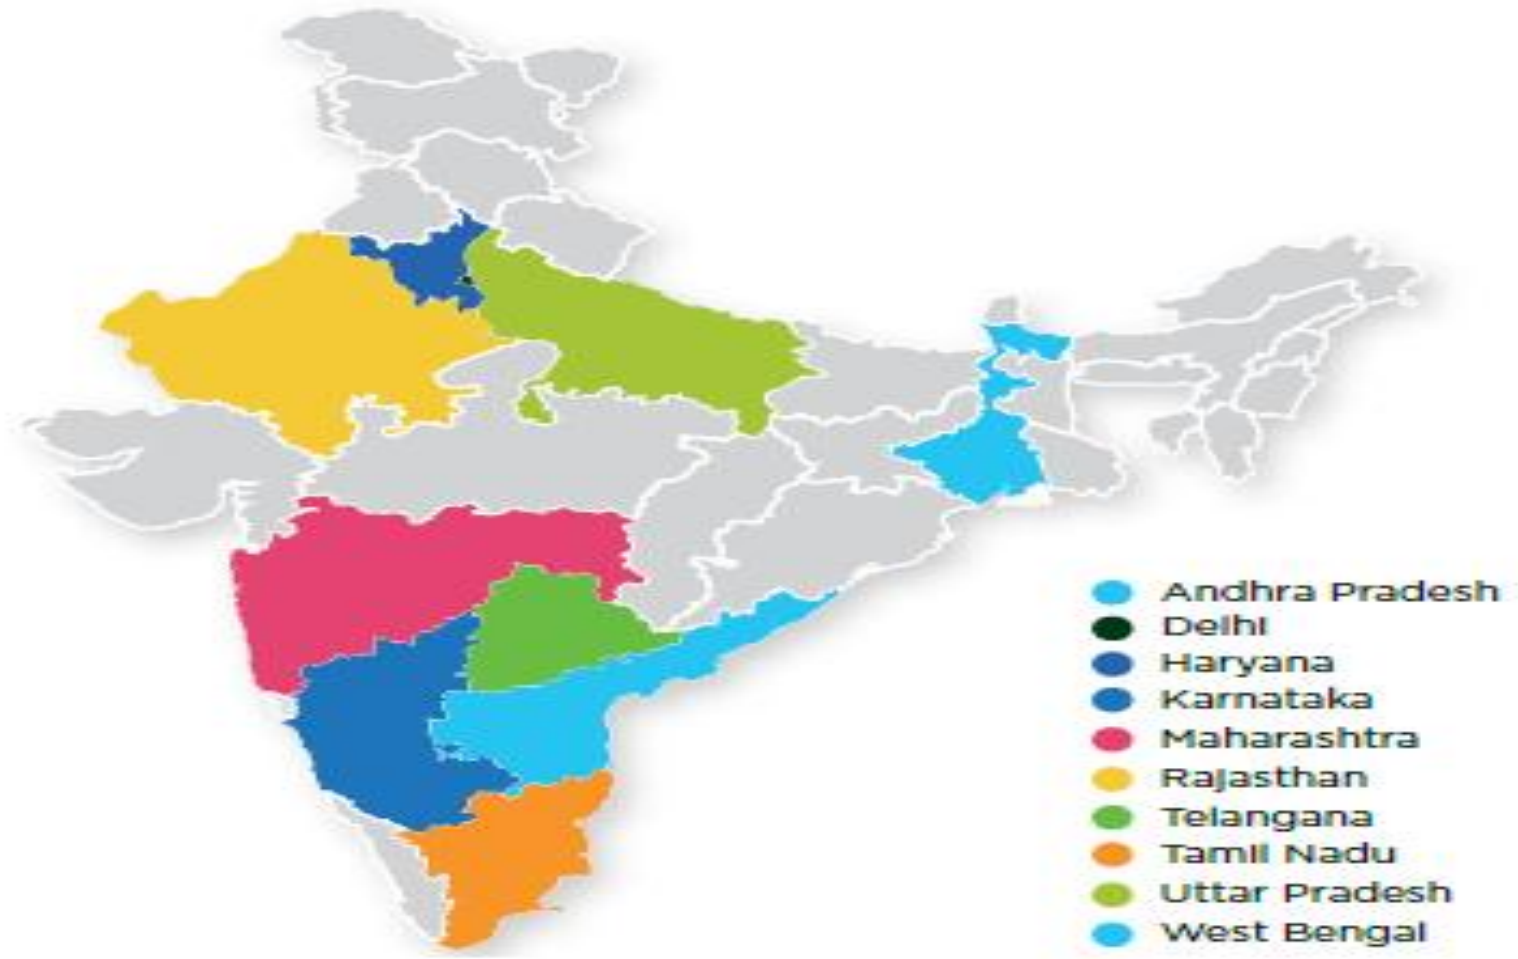 Andhra Pradesh
Delhi
Haryana
Karnataka
Maharashtra
Rajasthan
Telangana
Tamil Nadu
Uttar Pradesh
West Bengal